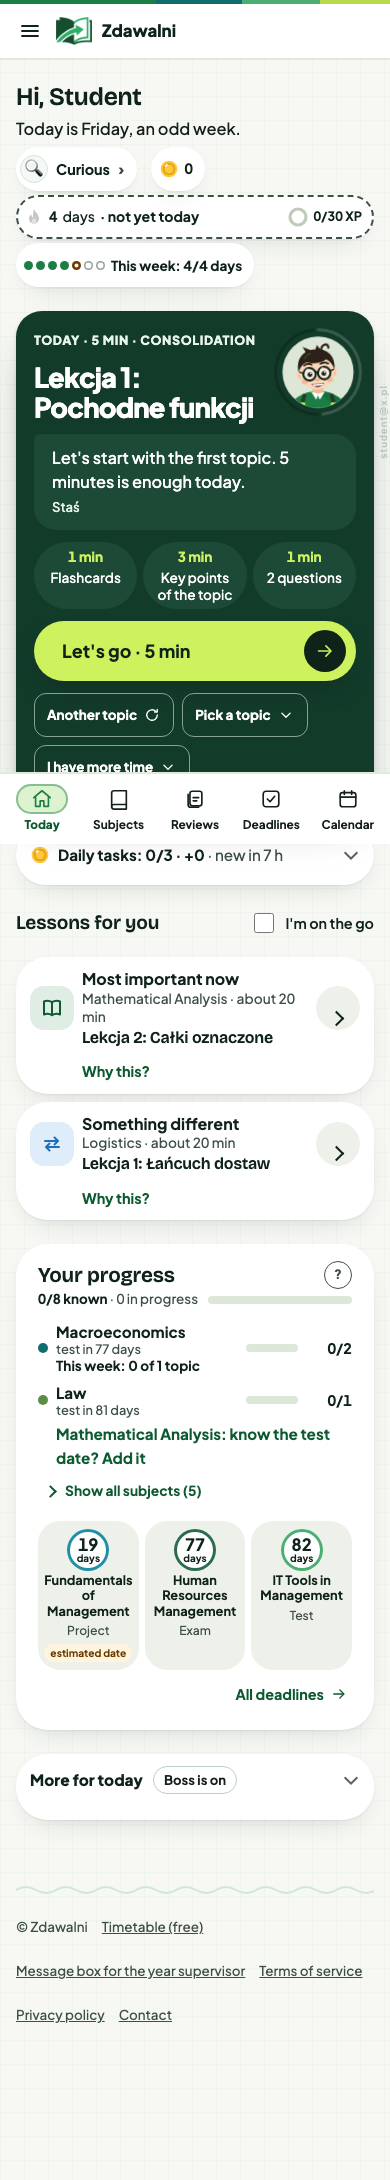 Zdawalni
Hi, Student
Today is Friday, an odd week.
Curious ›
0
4 days · not yet today
0/30 XP
This week: 4/4 days
TODAY · 5 MIN · CONSOLIDATION
Lekcja 1:
Pochodne funkcji
student@x.pl
Let's start with the first topic. 5
minutes is enough today.
Staś
1 min
Flashcards
3 min
Key points
of the topic
1 min
2 questions
Let's go · 5 min
Another topic
Pick a topic
I have more time
Today
Subjects
Reviews
Deadlines
Calendar
Daily tasks: 0/3 · +0 · new in 7 h
Lessons for you
I'm on the go
Most important now
Mathematical Analysis · about 20
min
Lekcja 2: Całki oznaczone
Why this?
Something different
Logistics · about 20 min
Lekcja 1: Łańcuch dostaw
Why this?
Your progress
?
0/8 known · 0 in progress
Macroeconomics
test in 77 days
This week: 0 of 1 topic
0/2
Law
test in 81 days
0/1
Mathematical Analysis: know the test
date? Add it
Show all subjects (5)
19
days
Fundamentals
of
Management
Project
estimated date
77
days
Human
Resources
Management
Exam
82
days
IT Tools in
Management
Test
All deadlines
More for today
Boss is on
© Zdawalni
Timetable (free)
Message box for the year supervisor
Terms of service
Privacy policy
Contact